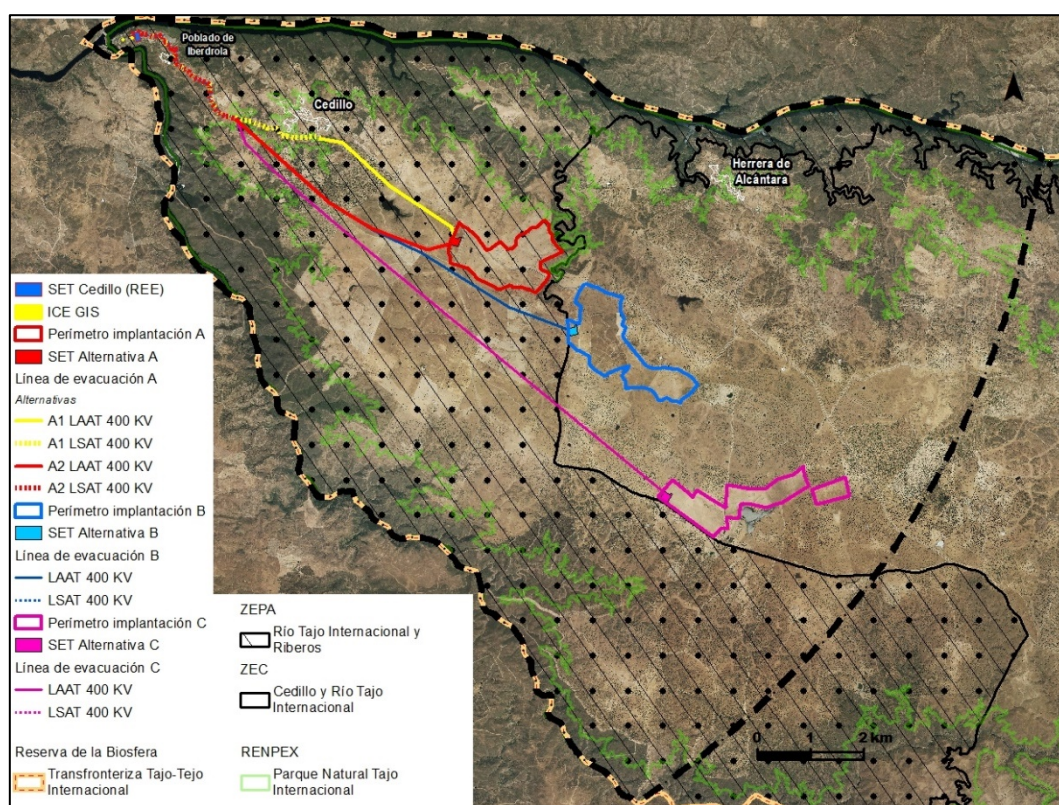 Poblado de
Iberdrola
Cedillo
Herrera de
Alcántara
SET Cedillo (REE)
ICE GIS
Perímetro implantación A
SET Alternativa A
Línea de evacuación A
Alternativas
A1 LAAT 400 KV
A1 LSAT 400 KV
A2 LAAT 400 KV
A2 LSAT 400 KV
Perímetro implantación B
SET Alternativa B
Línea de evacuación B
LAAT 400 KV
LSAT 400 KV
Perímetro implantación C
SET Alternativa C
Línea de evacuación C
LAAT 400 KV
LSAT 400 KV
Reserva de la Biosfera
Transfronteriza Tajo-Tejo
Internacional
ZEPA
Río Tajo Internacional y
Riberos
ZEC
Cedillo y Río Tajo
Internacional
RENPEX
Parque Natural Tajo
Internacional
0 1 2 km